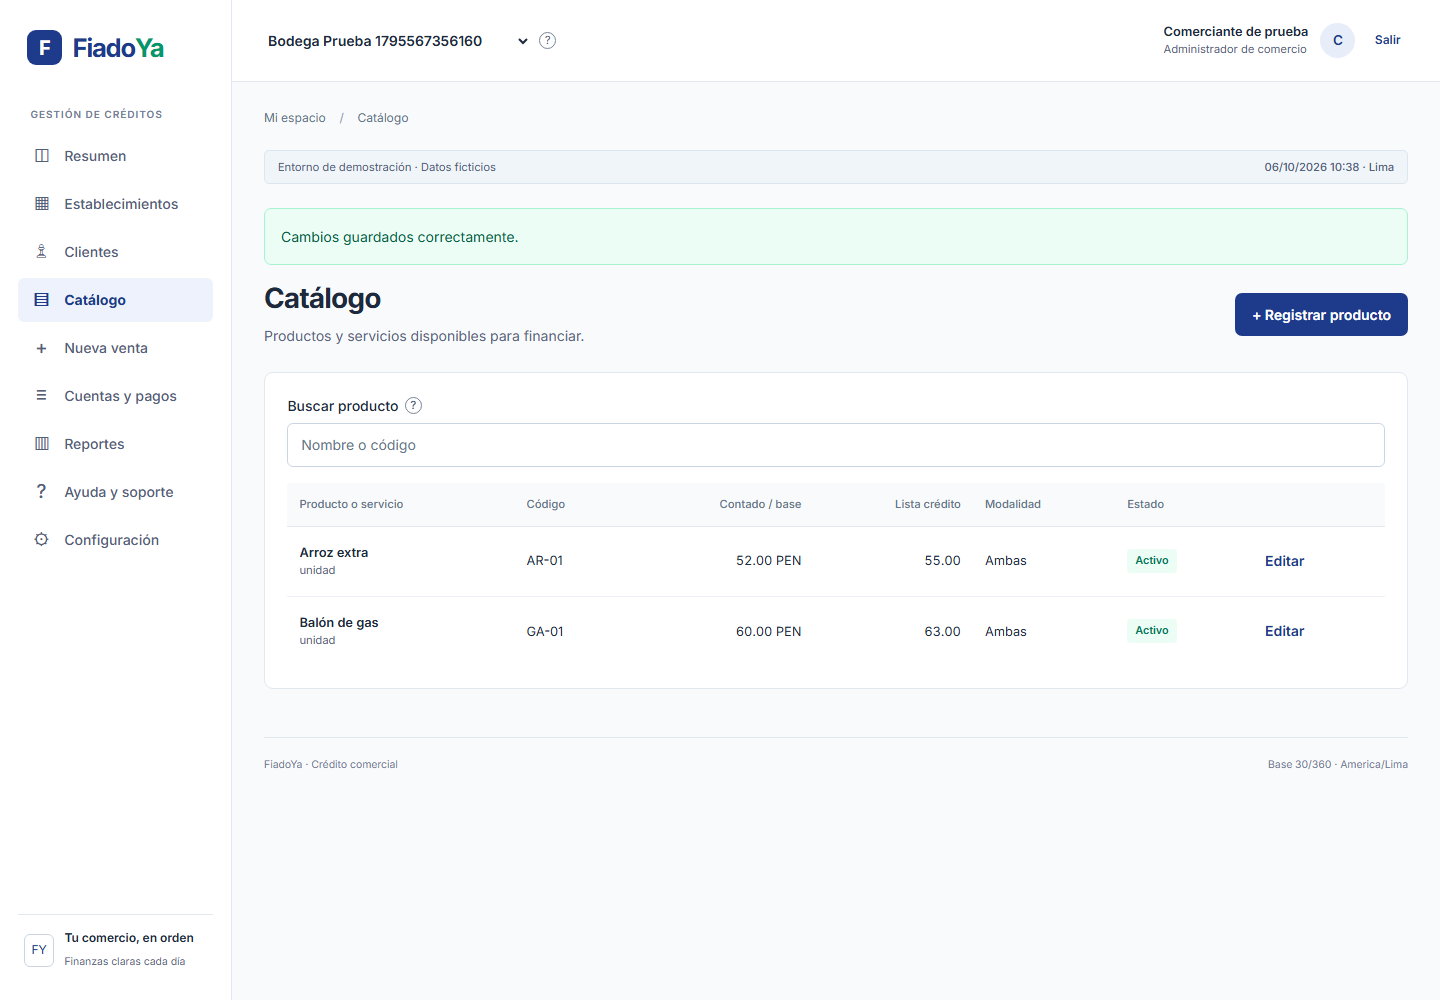 F FiadoYa
GESTIÓN DE CRÉDITOS
Resumen
Establecimientos
Clientes
Catálogo
+ Nueva venta
Cuentas y pagos
Reportes
? Ayuda y soporte
Configuración
FY
Tu comercio, en orden
Finanzas claras cada día
Bodega Prueba 1795567356160 ?
Comerciante de prueba
Administrador de comercio
C
Salir
Mi espacio / Catálogo
Entorno de demostración · Datos ficticios 06/10/2026 10:38 · Lima
Cambios guardados correctamente.
Catálogo
Productos y servicios disponibles para financiar.
+ Registrar producto
Buscar producto ?
Nombre o código
Producto o servicio Código Contado / base Lista crédito Modalidad Estado
Arroz extra
unidad
AR-01 52.00 PEN 55.00 Ambas Activo Editar
Balón de gas
unidad
GA-01 60.00 PEN 63.00 Ambas Activo Editar
FiadoYa · Crédito comercial Base 30/360 · America/Lima